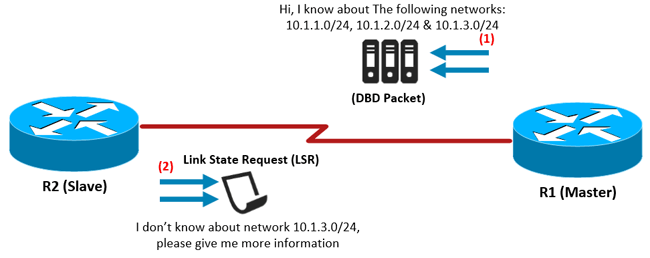 Hi, I know about The following networks:
10.1.1.0/24, 10.1.2.0/24 & 10.1.3.0/24
(1)
(DBD Packet)
(2)
Link State Request (LSR)
R2 (Slave)
R1 (Master)
I don't know about network 10.1.3.0/24,
please give me more information